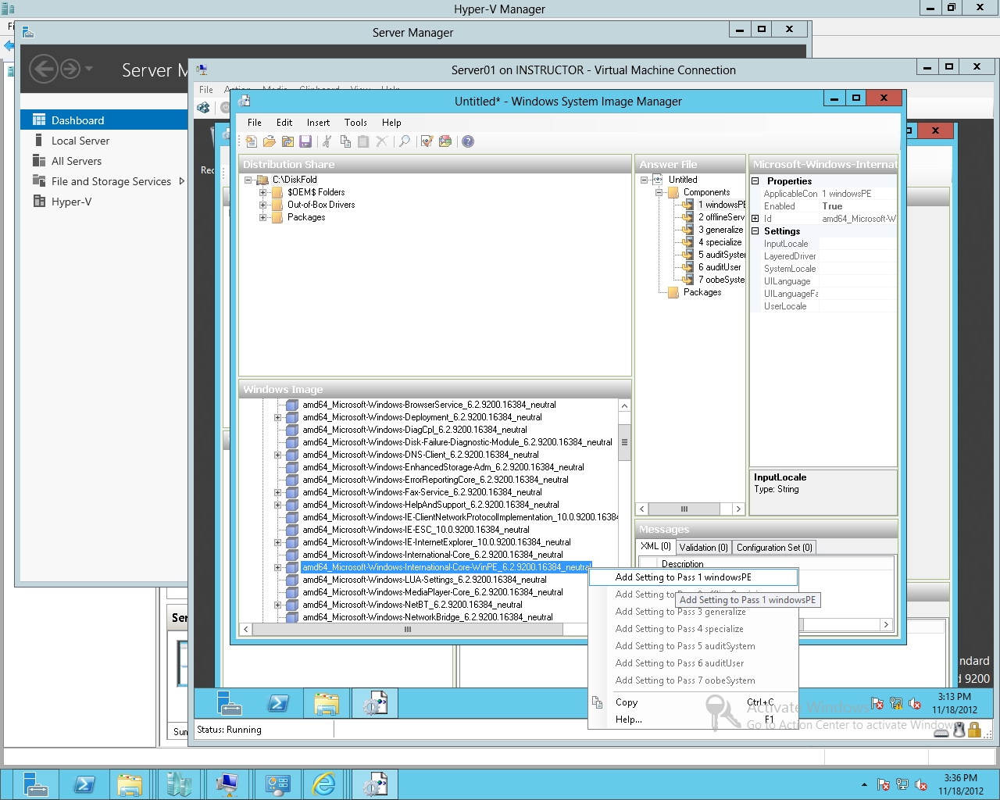 Hyper-V Manager
Fi
Server Manager
Server M
Dashboard
Local Server
All Servers
File and Storage Services
Hyper-V
Server01 on INSTRUCTOR - Virtual Machine Connection
File Action Media Clipboard View Help
Rec
Untitled* - Windows System Image Manager
File Edit Insert Tools Help
Distribution Share
C:\DiskFold
$OEM$ Folders
Out-of-Box Drivers
Packages
Answer File
Untitled
Components
1 windowsPE
2 offlineServ
3 generalize
4 specialize
5 auditSystem
6 auditUser
7 oobeSyste
Packages
Microsoft-Windows-Internat
Properties
ApplicableCon 1 windowsPE
Enabled True
Id amd64_Microsoft-W
Settings
InputLocale
LayeredDriver
SystemLocale
UILanguage
UILanguageFa
UserLocale
InputLocale
Type: String
Windows Image
amd64_Microsoft-Windows-BrowserService_6.2.9200.16384_neutral
amd64_Microsoft-Windows-Deployment_6.2.9200.16384_neutral
amd64_Microsoft-Windows-DiagCpl_6.2.9200.16384_neutral
amd64_Microsoft-Windows-Disk-Failure-Diagnostic-Module_6.2.9200.16384_neutral
amd64_Microsoft-Windows-DNS-Client_6.2.9200.16384_neutral
amd64_Microsoft-Windows-EnhancedStorage-Adm_6.2.9200.16384_neutral
amd64_Microsoft-Windows-ErrorReportingCore_6.2.9200.16384_neutral
amd64_Microsoft-Windows-Fax-Service_6.2.9200.16384_neutral
amd64_Microsoft-Windows-HelpAndSupport_6.2.9200.16384_neutral
amd64_Microsoft-Windows-IE-ClientNetworkProtocolImplementation_10.0.9200.16384
amd64_Microsoft-Windows-IE-ESC_10.0.9200.16384_neutral
amd64_Microsoft-Windows-IE-InternetExplorer_10.0.9200.16384_neutral
amd64_Microsoft-Windows-International-Core_6.2.9200.16384_neutral
amd64_Microsoft-Windows-International-Core-WinPE_6.2.9200.16384_neutral
amd64_Microsoft-Windows-LUA-Settings_6.2.9200.16384_neutral
amd64_Microsoft-Windows-MediaPlayer-Core_6.2.9200.16384_neutral
amd64_Microsoft-Windows-NetBT_6.2.9200.16384_neutral
amd64_Microsoft-Windows-NetworkBridge_6.2.9200.16384_neutral
Messages
XML (0) Validation (0) Configuration Set (0)
Description
Add Setting to Pass 1 windowsPE
Add Setting to
Add Setting to Pass 1 windowsPE
Add Setting to Pass 3 generalize
Add Setting to Pass 4 specialize
Add Setting to Pass 5 auditSystem
Add Setting to Pass 6 auditUser
Add Setting to Pass 7 oobeSystem
Copy Ctrl+C
Help... F1
Ser
Sum
ndard
9200
Activate Windows
Go to Action Center to activate Windows
3:13 PM
11/18/2012
Status: Running
3:36 PM
11/18/2012